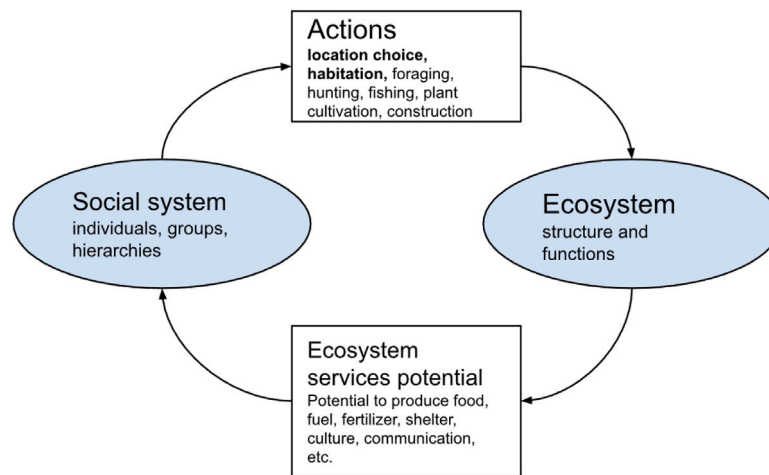 Actions
location choice,
habitation, foraging,
hunting, fishing, plant
cultivation, construction
Social system
individuals, groups,
hierarchies
Ecosystem
structure and
functions
Ecosystem
services potential
Potential to produce food,
fuel, fertilizer, shelter,
culture, communication,
etc.